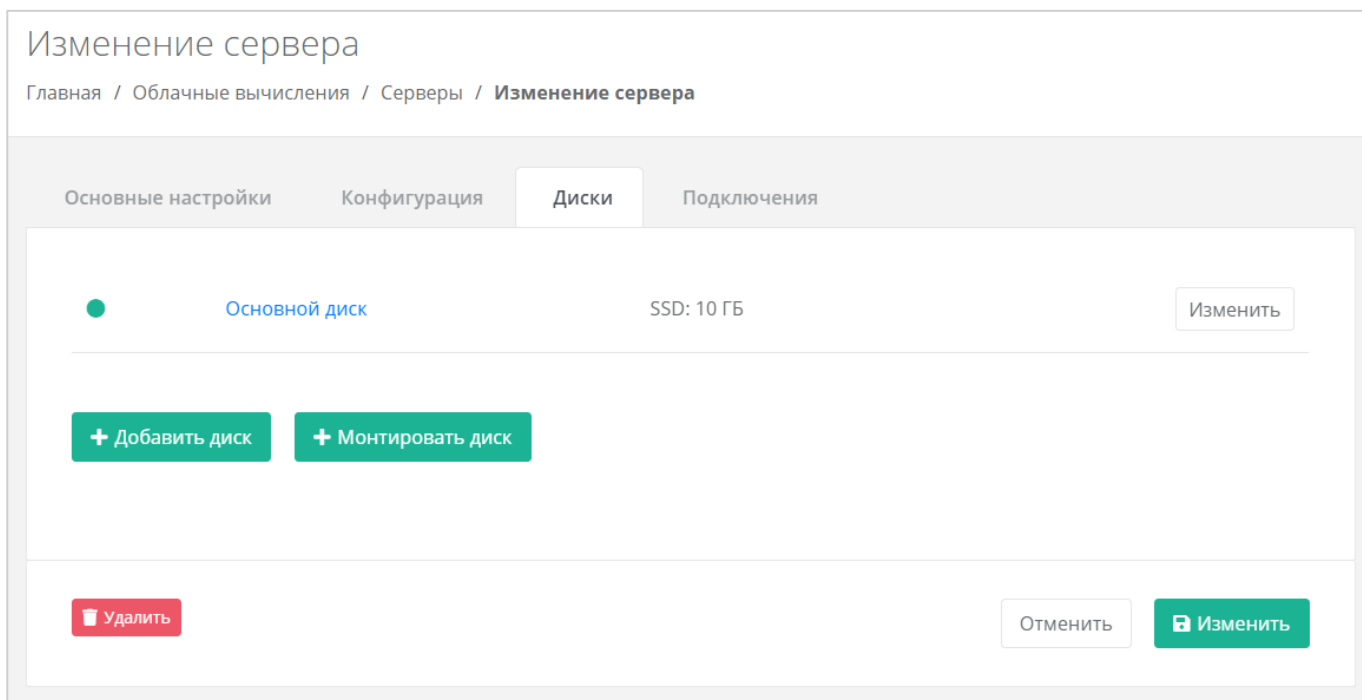 Изменение сервера
Главная / Облачные вычисления / Серверы / Изменение сервера
Основные настройки Конфигурация Диски Подключения
Основной диск SSD: 10 ГБ Изменить
Добавить диск Монтировать диск
Удалить Отменить Изменить